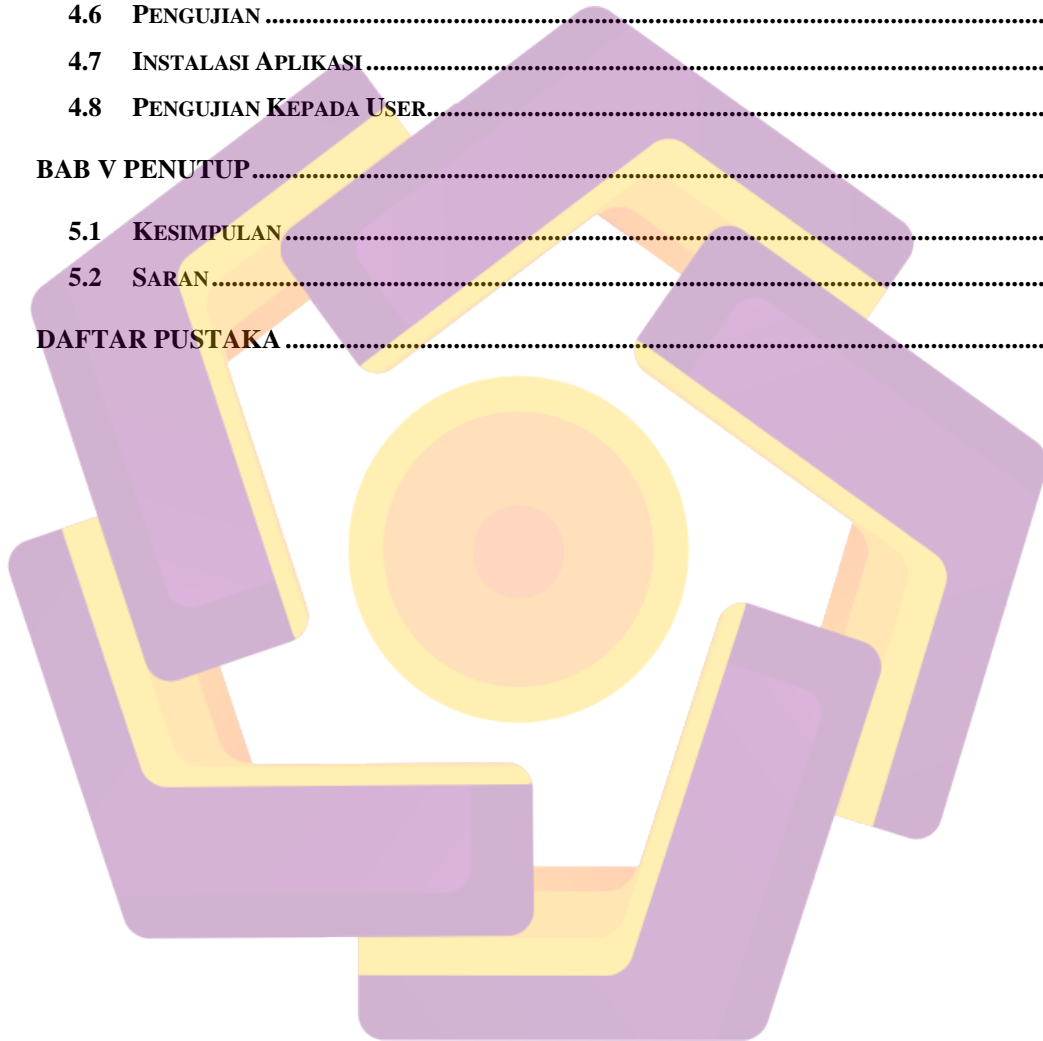 4.6 PENGUJIAN ........................................................................
4.7 INSTALASI APLIKASI ........................................................................
4.8 PENGUJIAN KEPADA USER........................................................................
BAB V PENUTUP ........................................................................
5.1 KESIMPULAN ........................................................................
5.2 SARAN ........................................................................
DAFTAR PUSTAKA ........................................................................